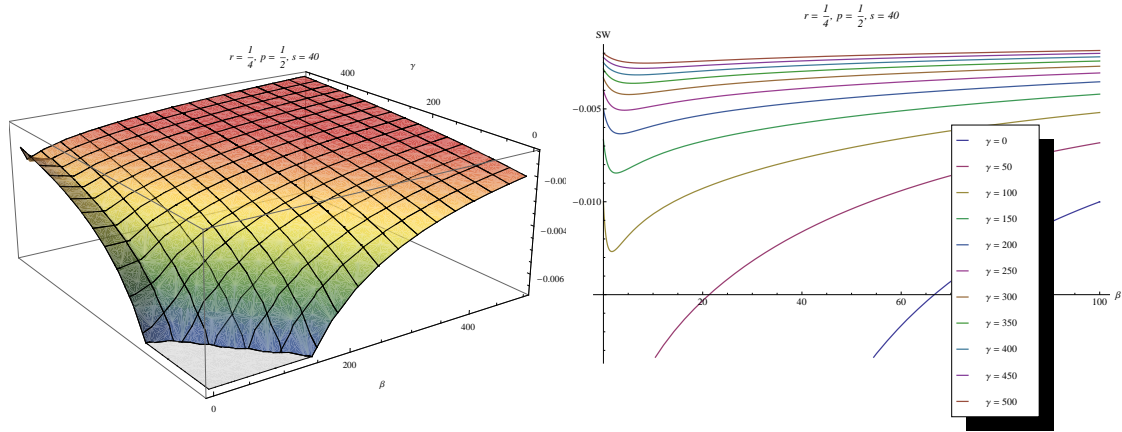 r = 1/4, p = 1/2, s = 40
400
γ
200
0
-0.00
-0.004
-0.006
400
200
β
0
r = 1/4, p = 1/2, s = 40
SW
-0.005
-0.010
20
40
60
100
β
γ = 0
γ = 50
γ = 100
γ = 150
γ = 200
γ = 250
γ = 300
γ = 350
γ = 400
γ = 450
γ = 500